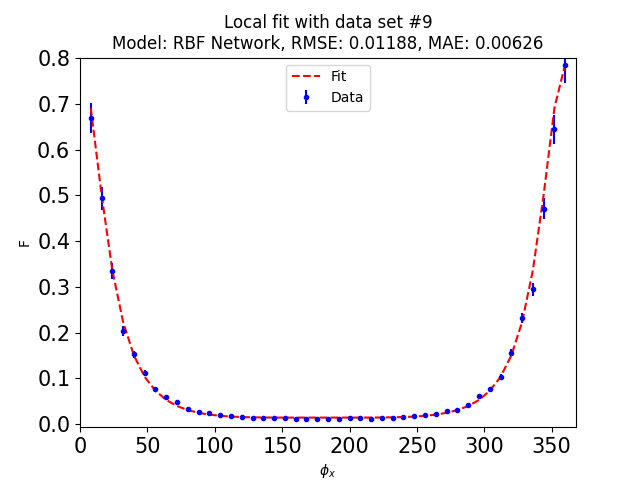 Local fit with data set #9
Model: RBF Network, RMSE: 0.01188, MAE: 0.00626
Fit
Data
0.8
0.7
0.6
0.5
0.4
0.3
0.2
0.1
0.0
F
0 50 100 150 200 250 300 350
ϕₓ